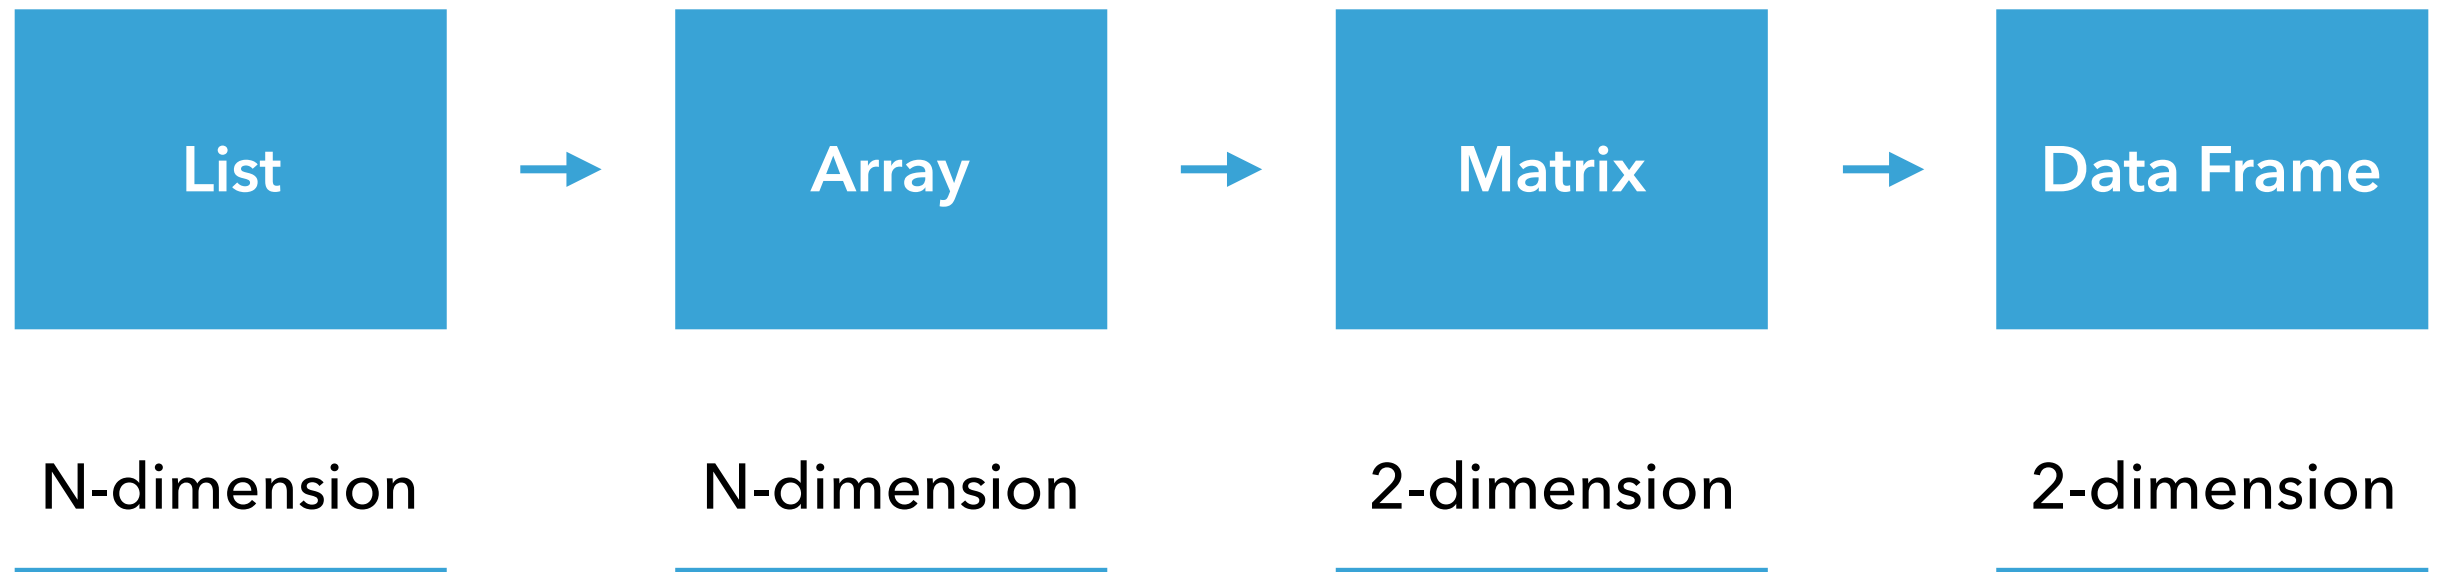 List
Array
Matrix
Data Frame
N-dimension
N-dimension
2-dimension
2-dimension